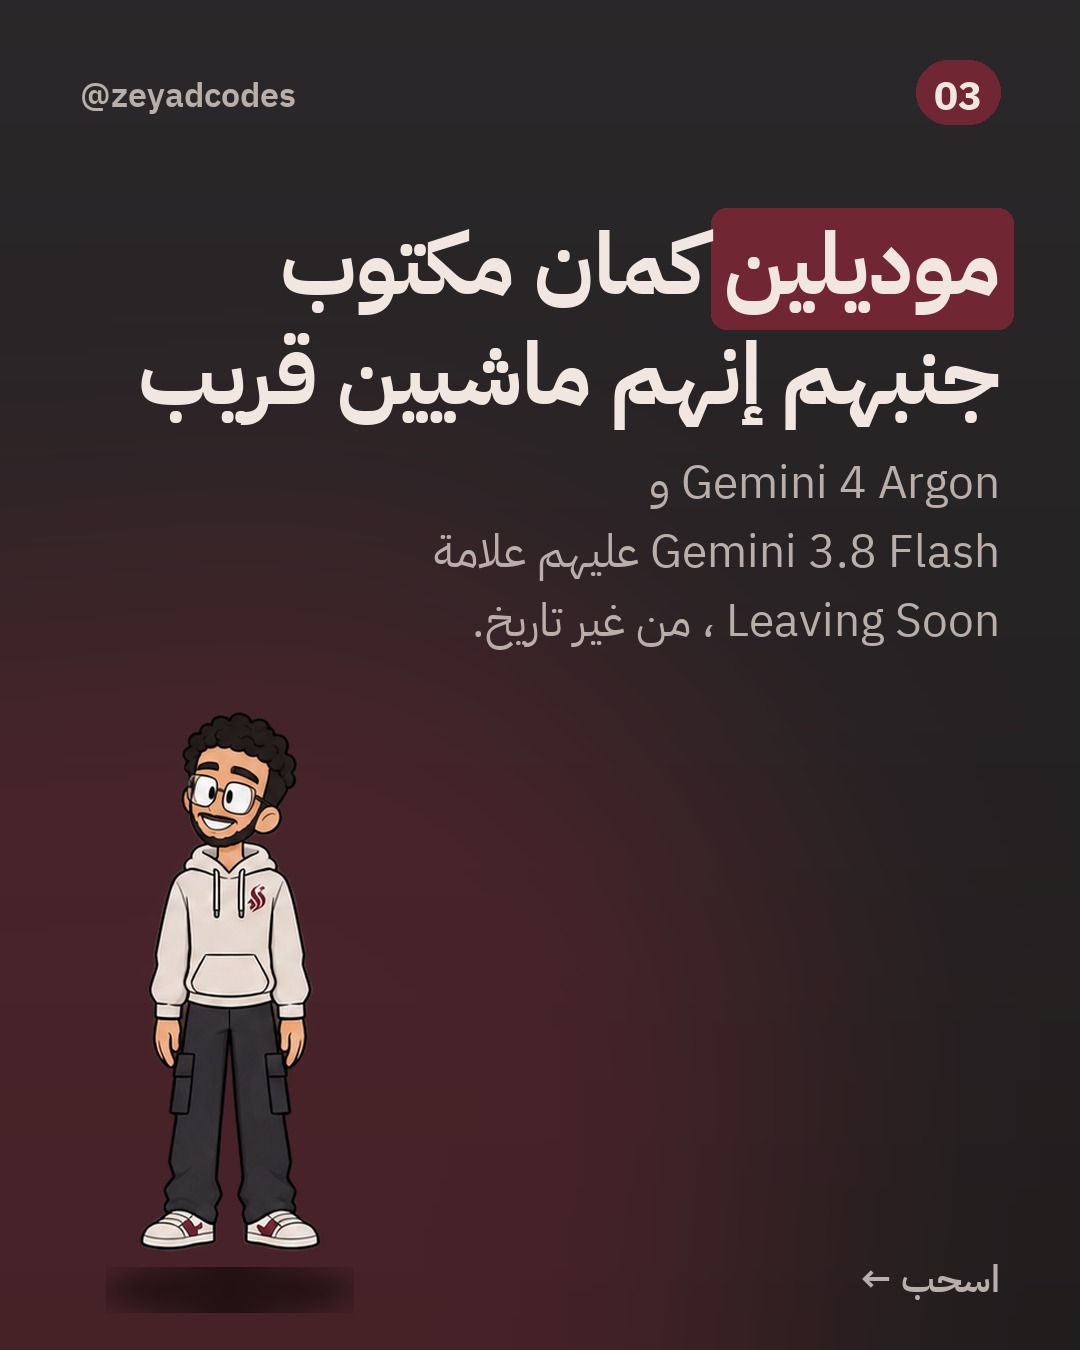 @zeyadcodes
03
موديلين كمان مكتوب
جنبهم إنهم ماشيين قريب
Gemini 4 Argon و
Gemini 3.8 Flash عليهم علامة
Leaving Soon ، من غير تاريخ.
اسحب ←